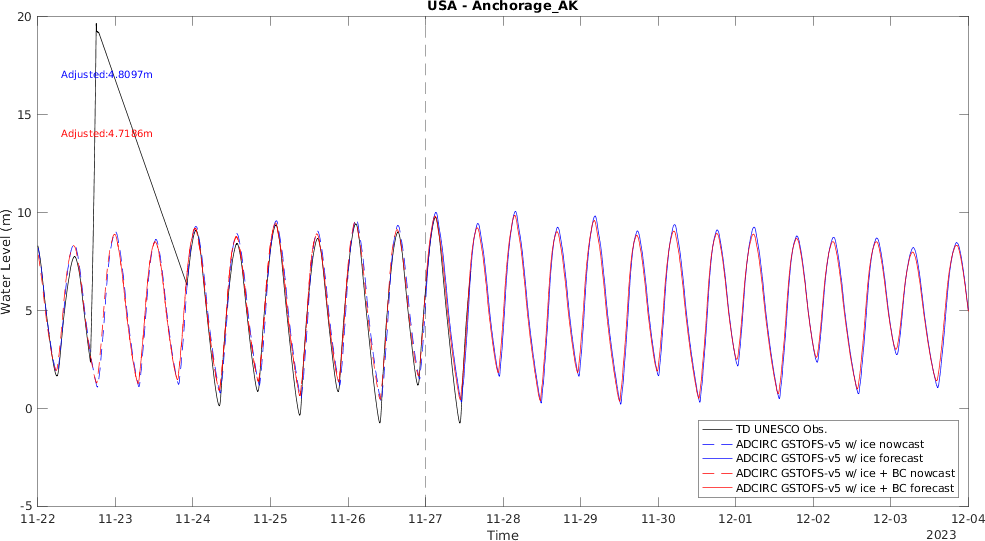 USA - Anchorage_AK
20
Adjusted:4.8097m
15
Adjusted:4.7186m
10
5
0
-5
Water Level (m)
TD UNESCO Obs.
ADCIRC GSTOFS-v5 w/ ice nowcast
ADCIRC GSTOFS-v5 w/ ice forecast
ADCIRC GSTOFS-v5 w/ ice + BC nowcast
ADCIRC GSTOFS-v5 w/ ice + BC forecast
11-22 11-23 11-24 11-25 11-26 11-27 11-28 11-29 11-30 12-01 12-02 12-03 12-04
Time
2023